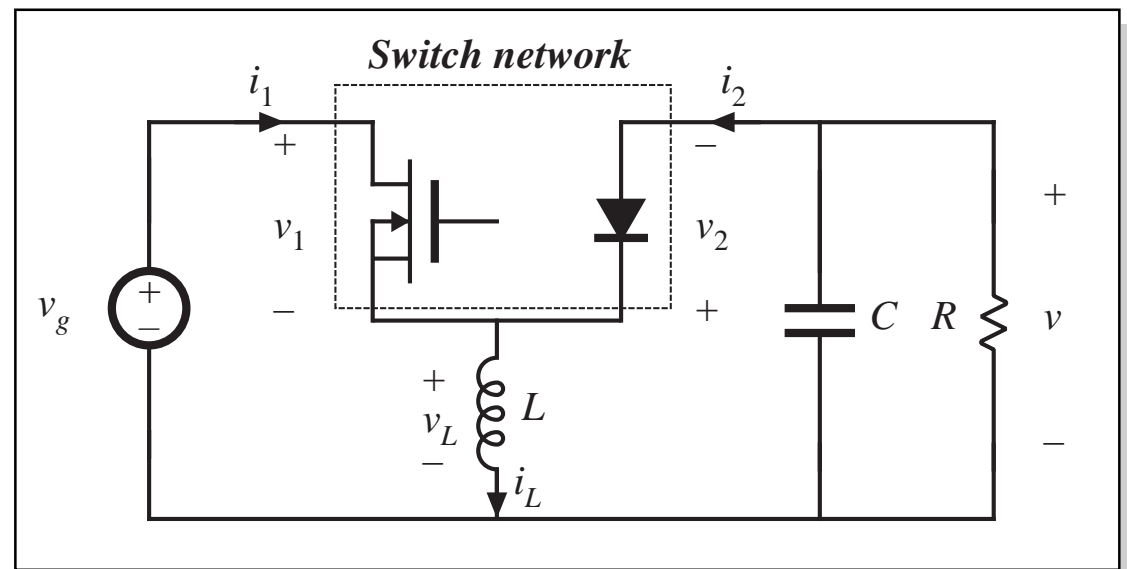 Switch network
i1
i2
+
−
v1
v2
−
+
vg
+
−
+
vL
−
L
iL
C
R
+
v
−